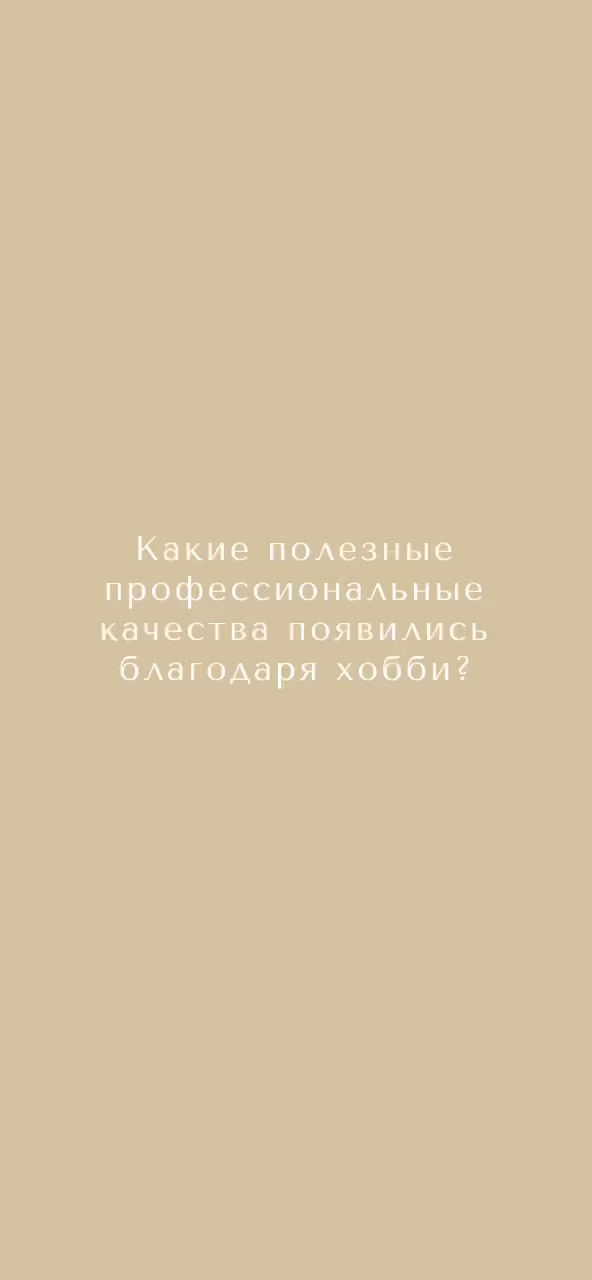 Какие полезные
профессиональные
качества появились
благодаря хобби?